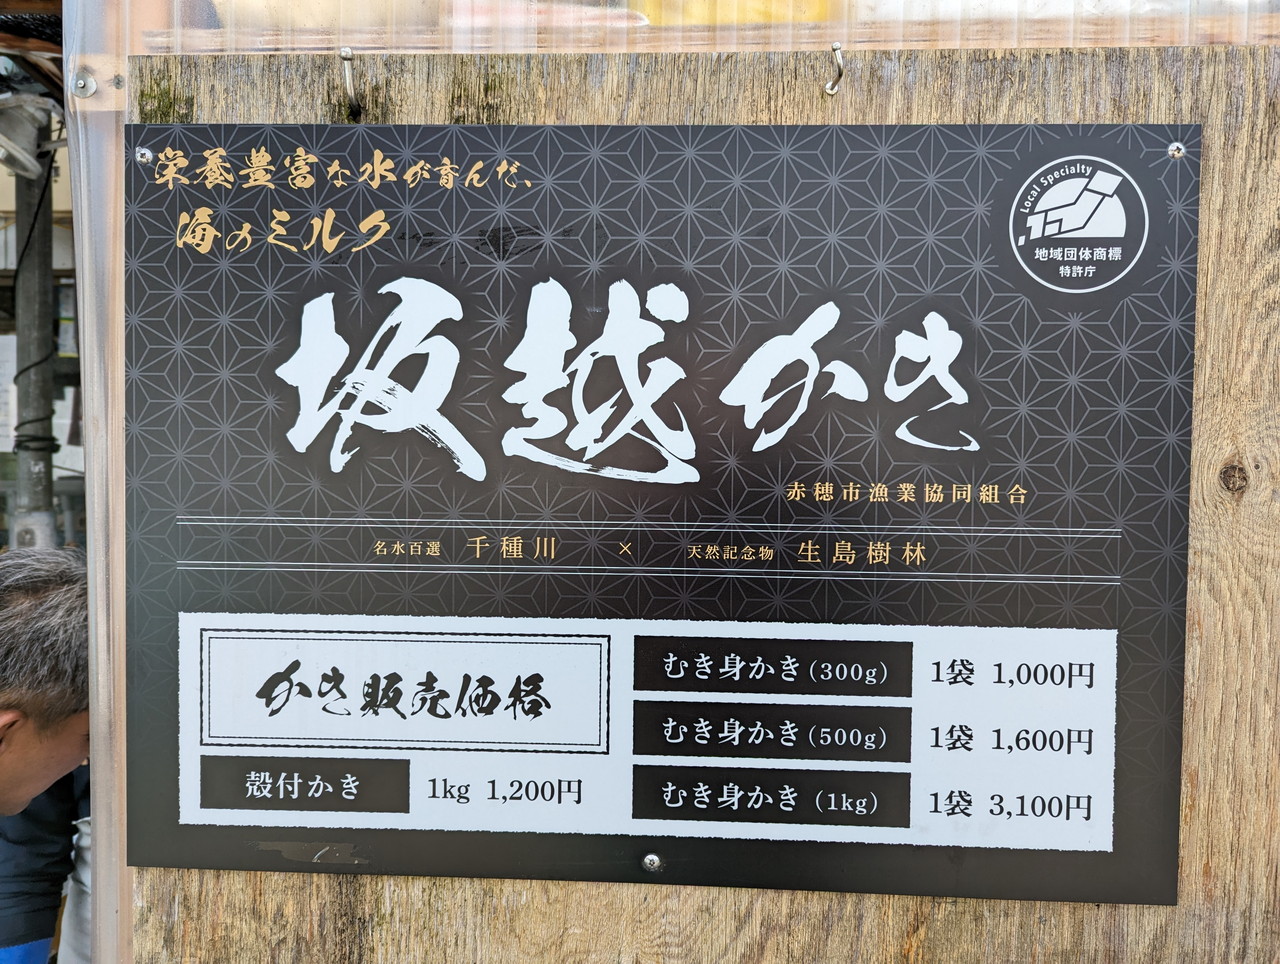 栄養豊富な水が育んだ、
海のミルク
Local Specialty
地域団体商標
特許庁
坂越かき
赤穂市漁業協同組合
名水百選 千種川 × 天然記念物 生島樹林
かき販売価格
殻付かき 1kg 1,200円
むき身かき(300g) 1袋 1,000円
むき身かき(500g) 1袋 1,600円
むき身かき(1kg) 1袋 3,100円